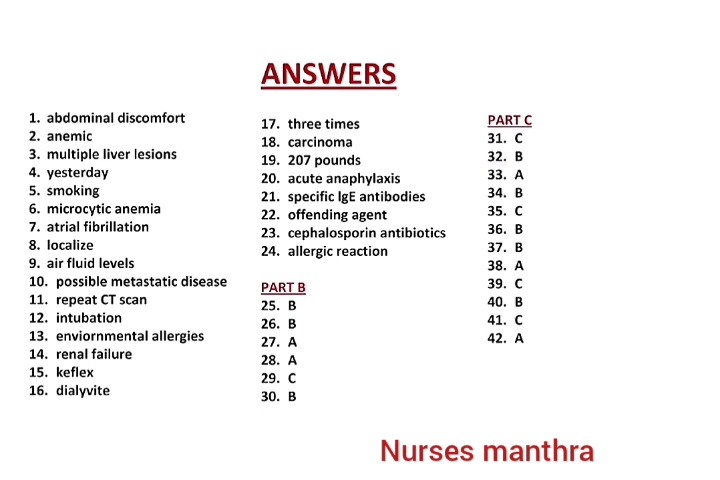 ANSWERS
1. abdominal discomfort
2. anemic
3. multiple liver lesions
4. yesterday
5. smoking
6. microcytic anemia
7. atrial fibrillation
8. localize
9. air fluid levels
10. possible metastatic disease
11. repeat CT scan
12. intubation
13. enviornmental allergies
14. renal failure
15. keflex
16. dialyvite
17. three times
18. carcinoma
19. 207 pounds
20. acute anaphylaxis
21. specific IgE antibodies
22. offending agent
23. cephalosporin antibiotics
24. allergic reaction
PART B
25. B
26. B
27. A
28. A
29. C
30. B
PART C
31. C
32. B
33. A
34. B
35. C
36. B
37. B
38. A
39. C
40. B
41. C
42. A
Nurses manthra